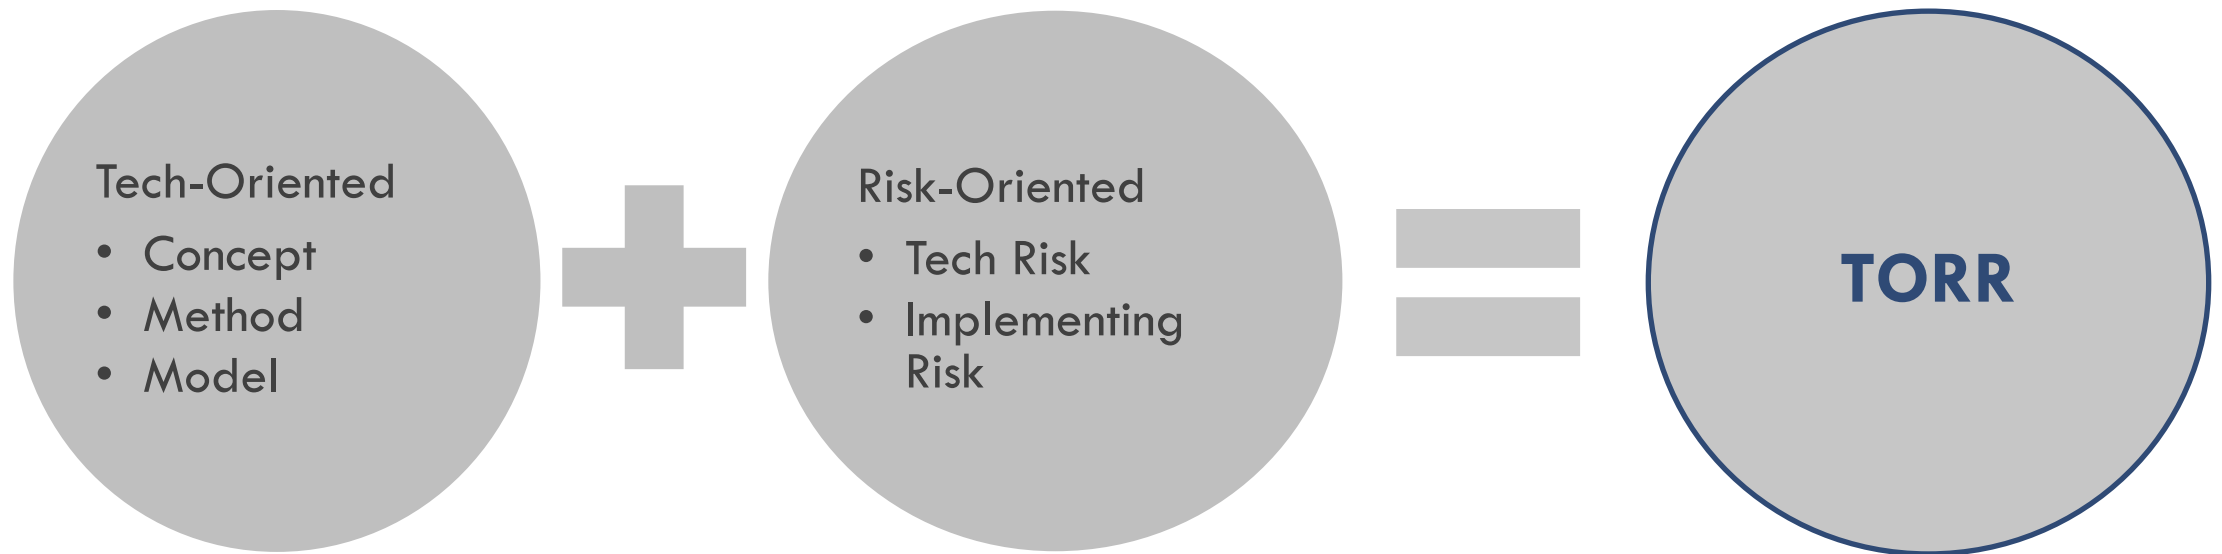 Tech-Oriented
• Concept
• Method
• Model
Risk-Oriented
• Tech Risk
• Implementing
Risk
TORR